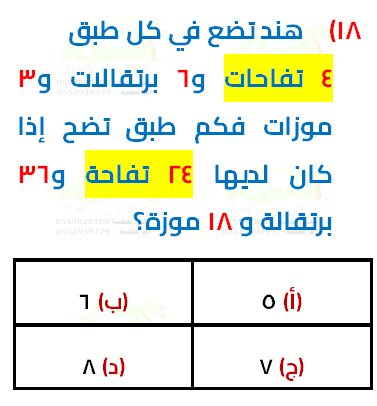 ١٨) هند تضع في كل طبق
٤ تفاحات و٦ برتقالات و٣
موزات فكم طبق تضح إذا
كان لديها ٢٤ تفاحة و٣٦
برتقالة و ١٨ موزة؟
(أ) ٥
(ب) ٦
(ج) ٧
(د) ٨